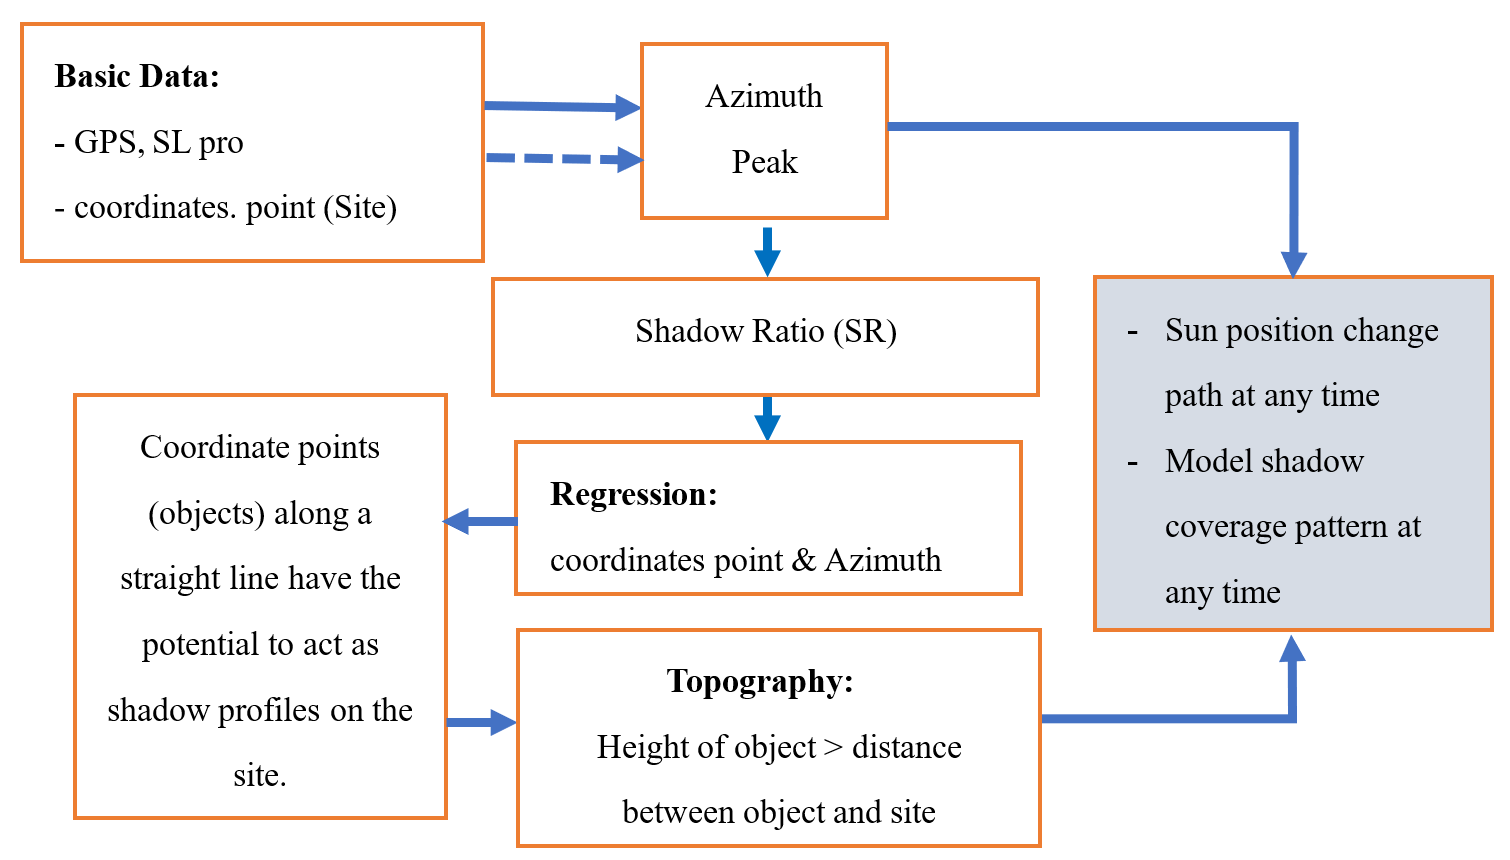 Basic Data:
- GPS, SL pro
- coordinates. point (Site)
Azimuth
Peak
Shadow Ratio (SR)
Regression:
coordinates point & Azimuth
Coordinate points
(objects) along a
straight line have the
potential to act as
shadow profiles on the
site.
Topography:
Height of object > distance
between object and site
- Sun position change
path at any time
- Model shadow
coverage pattern at
any time